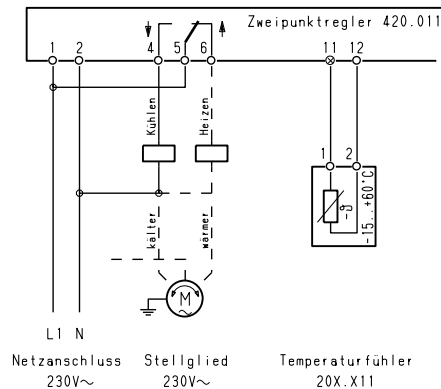 Zweipunktregler 420.011
1 2 4 5 6 11 12
Kühlen
Heizen
1 2
-ϑ
-15..+60°C
kälter
wärmer
M
~
L1 N
Netzanschluss
230V~
Stellglied
230V~
Temperaturfühler
20X.X11